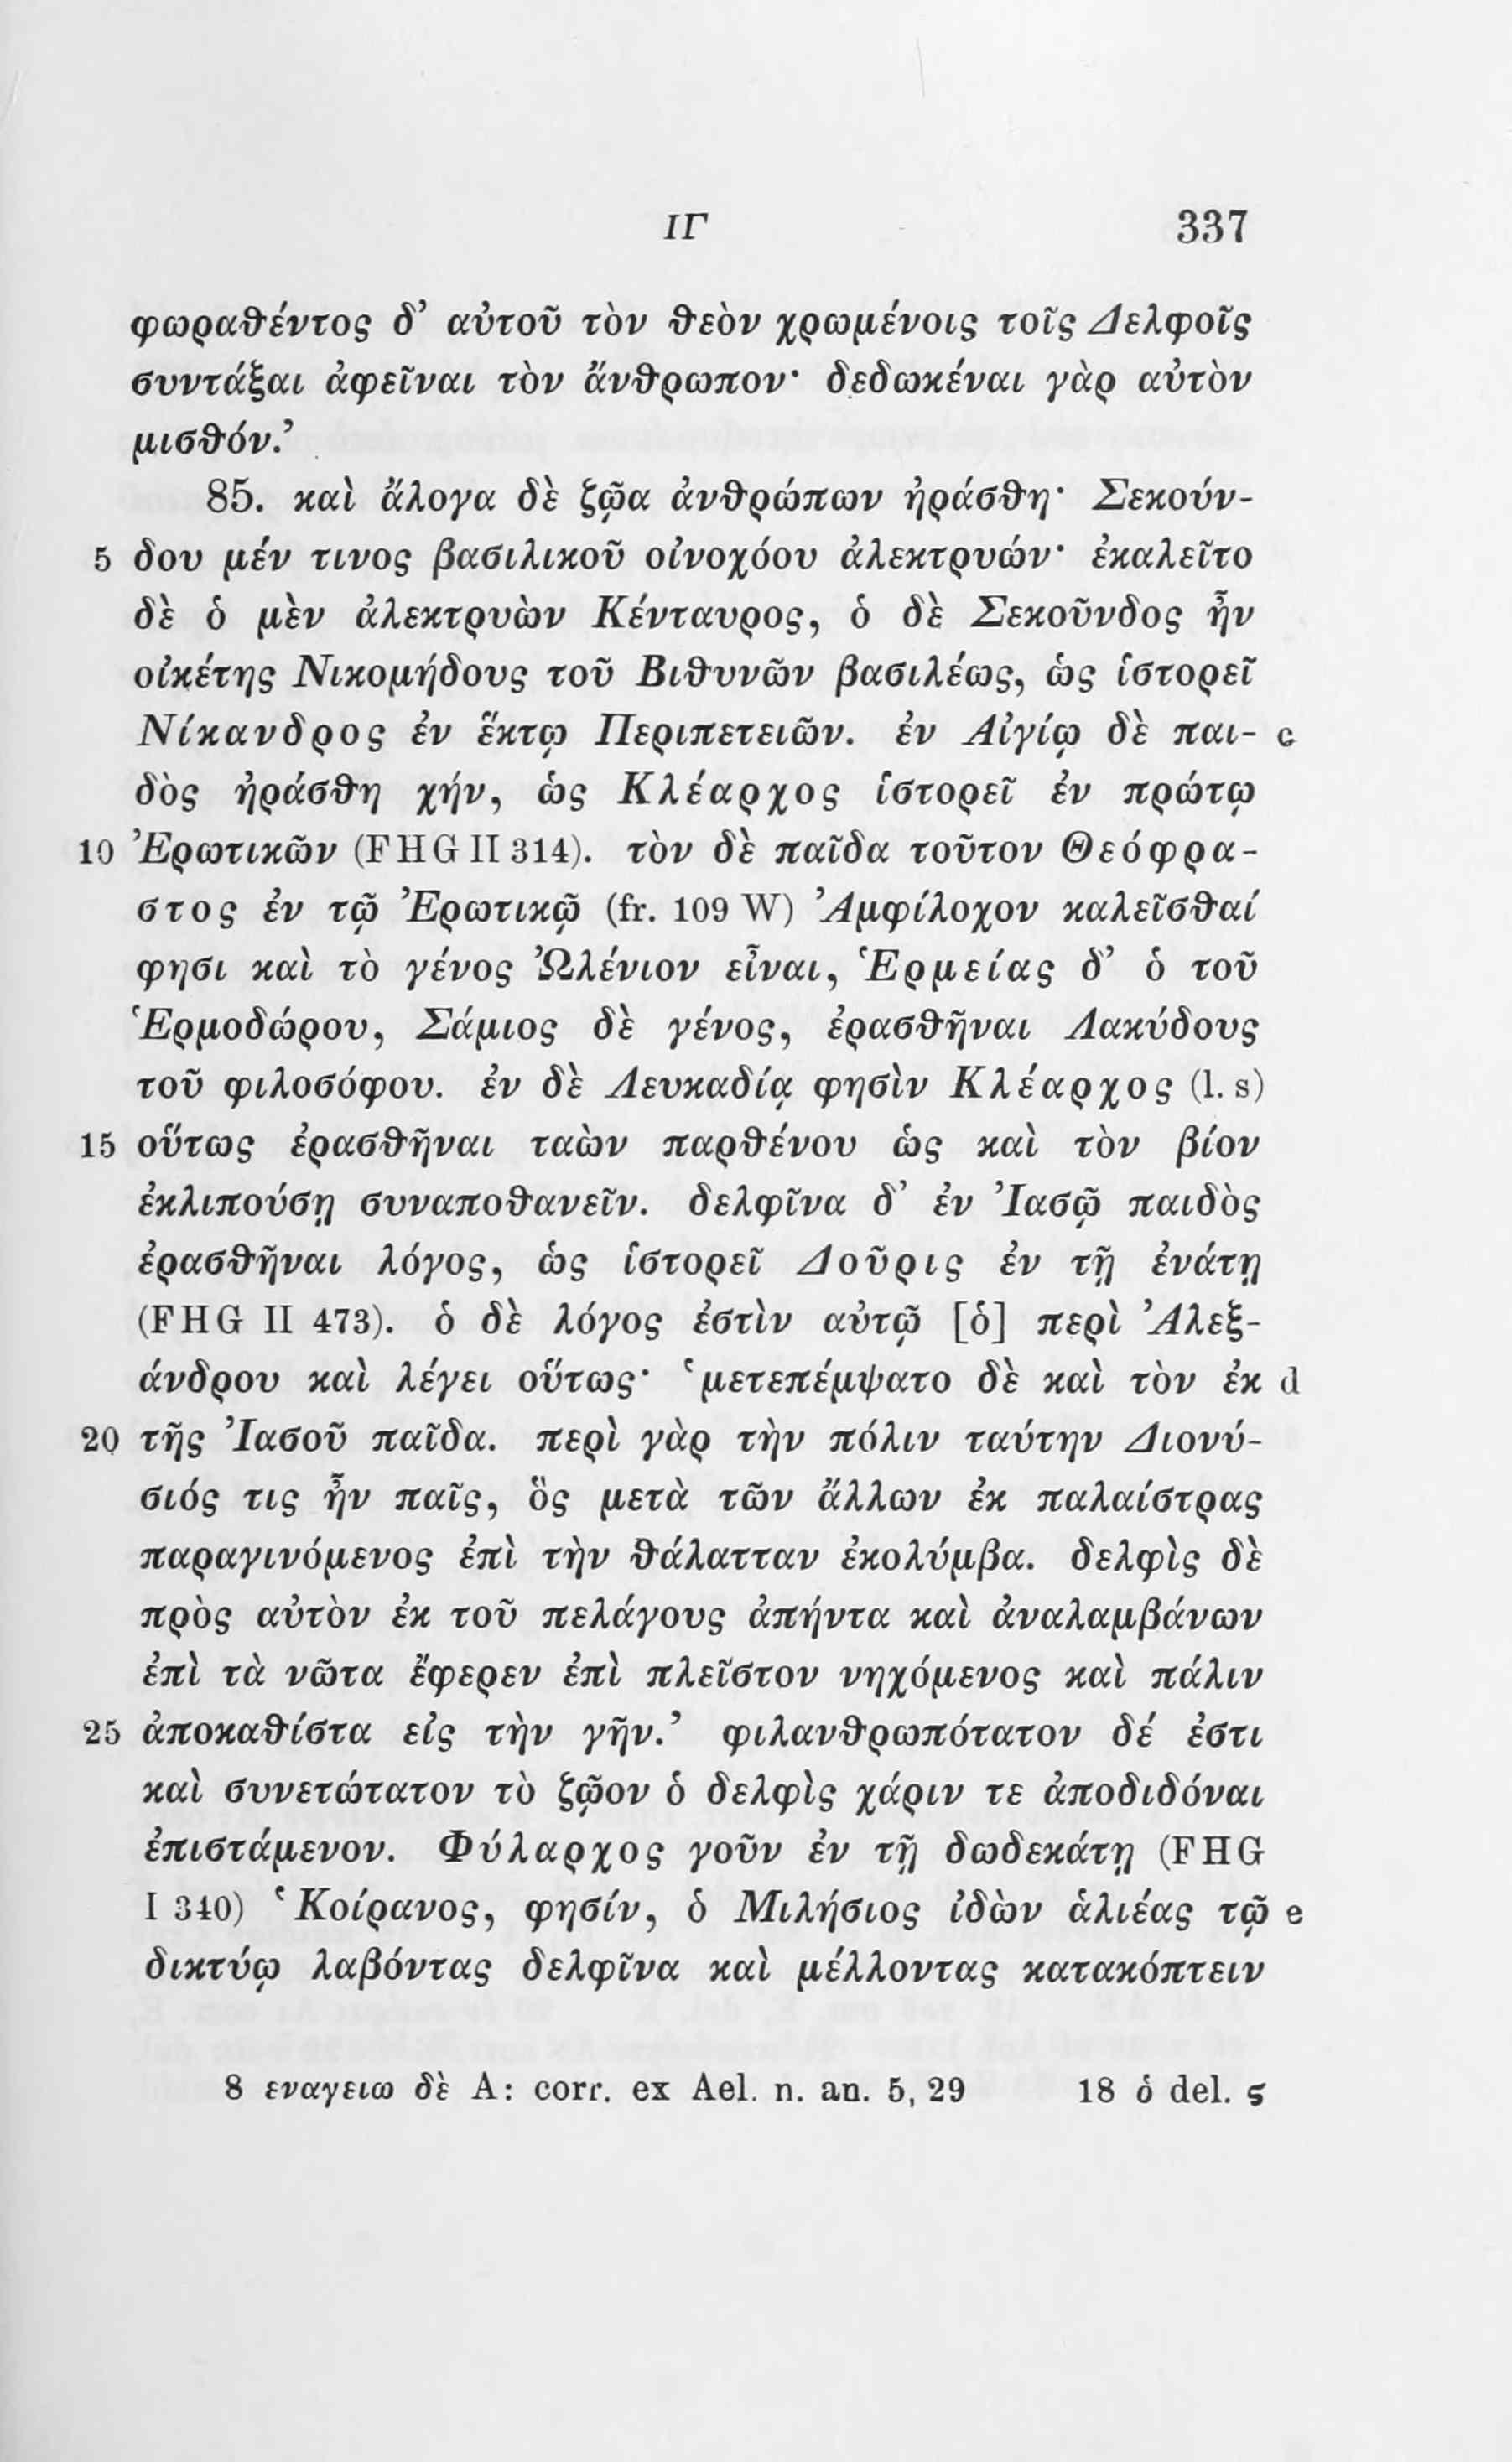 ΙΓ 337
φωραθέντος δ’ αὐτοῦ τὸν θεὸν χρωμένοις τοῖς Δελφοῖς
συντάξαι ἀφεῖναι τὸν ἄνθρωπον· δεδωκέναι γὰρ αὐτὸν
μισθόν.’
85. καὶ ἄλογα δὲ ζῷα ἀνθρώπων ἠράσθη· Σεκούν-
5 δου μέν τινος βασιλικοῦ οἰνοχόου ἀλεκτρυών· ἐκαλεῖτο
δὲ ὁ μὲν ἀλεκτρυὼν Κένταυρος, ὁ δὲ Σεκοῦνδος ἦν
οἰκέτης Νικομήδους τοῦ Βιθυνῶν βασιλέως, ὡς ἱστορεῖ
Νίκανδρος ἐν ἕκτῳ Περιπετειῶν. ἐν Αἰγίῳ δὲ παι- c
δὸς ἠράσθη χήν, ὡς Κλέαρχος ἱστορεῖ ἐν πρώτῳ
10 Ἐρωτικῶν (FHG II 314). τὸν δὲ παῖδα τοῦτον Θεόφρα-
στος ἐν τῷ Ἐρωτικῷ (fr. 109 W) Ἀμφίλοχον καλεῖσθαί
φησι καὶ τὸ γένος Ὠλένιον εἶναι, Ἑρμείας δ’ ὁ τοῦ
Ἑρμοδώρου, Σάμιος δὲ γένος, ἐρασθῆναι Λακύδους
τοῦ φιλοσόφου. ἐν δὲ Λευκαδίᾳ φησὶν Κλέαρχος (l. s)
15 οὕτως ἐρασθῆναι ταὼν παρθένου ὡς καὶ τὸν βίον
ἐκλιπούσῃ συναποθανεῖν. δελφῖνα δ’ ἐν Ἰασῷ παιδὸς
ἐρασθῆναι λόγος, ὡς ἱστορεῖ Δοῦρις ἐν τῇ ἐνάτῃ
(FHG II 473). ὁ δὲ λόγος ἐστὶν αὐτῷ [ὁ] περὶ Ἀλεξ-
άνδρου καὶ λέγει οὕτως· ‘μετεπέμψατο δὲ καὶ τὸν ἐκ d
20 τῆς Ἰασοῦ παῖδα. περὶ γὰρ τὴν πόλιν ταύτην Διονύ-
σιός τις ἦν παῖς, ὃς μετὰ τῶν ἄλλων ἐκ παλαίστρας
παραγινόμενος ἐπὶ τὴν θάλατταν ἐκολύμβα. δελφὶς δὲ
πρὸς αὐτὸν ἐκ τοῦ πελάγους ἀπήντα καὶ ἀναλαμβάνων
ἐπὶ τὰ νῶτα ἔφερεν ἐπὶ πλεῖστον νηχόμενος καὶ πάλιν
25 ἀποκαθίστα εἰς τὴν γῆν.’ φιλανθρωπότατον δέ ἐστι
καὶ συνετώτατον τὸ ζῷον ὁ δελφὶς χάριν τε ἀποδιδόναι
ἐπιστάμενον. Φύλαρχος γοῦν ἐν τῇ δωδεκάτῃ (FHG
I 340) ‘Κοίρανος, φησίν, ὁ Μιλήσιος ἰδὼν ἁλιέας τῷ e
δικτύῳ λαβόντας δελφῖνα καὶ μέλλοντας κατακόπτειν
8 εναγειω δὲ A: corr. ex Ael. n. an. 5, 29 18 ὁ del. ς